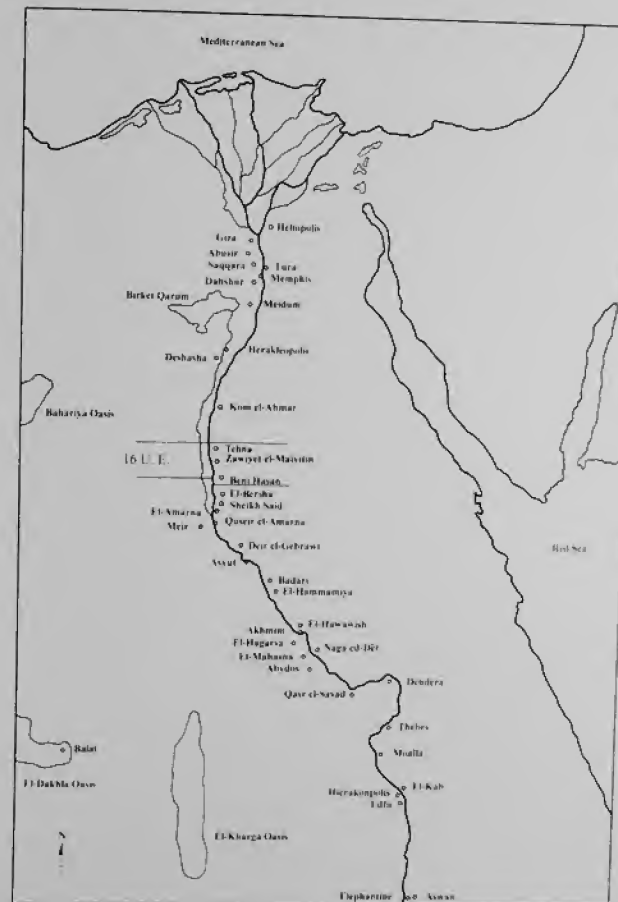 Mediterranean Sea
Heliopolis
Giza
Abusir
Saqqara
Tura
Memphis
Dahshur
Birket Qarun
Meidum
Herakleopolis
Deshasha
Kom el-Ahmar
Bahariya Oasis
Tehna
16 U. E.
Zawiyet el-Maiyitin
Beni Hasan
El-Bersha
Sheikh Said
El-Amarna
Quseir el-Amarna
Meir
Red Sea
Deir el-Gebrawi
Asyut
Badari
El-Hammamiya
El-Hawawish
Akhmim
El-Hagarsa
Naga ed-Dêr
El-Mahasna
Abydos
Dendera
Qasr el-Sayad
Thebes
Balat
Moalla
El-Dakhla Oasis
El-Kab
Hierakonpolis
Edfu
N
El-Kharga Oasis
Elephantine
Aswan